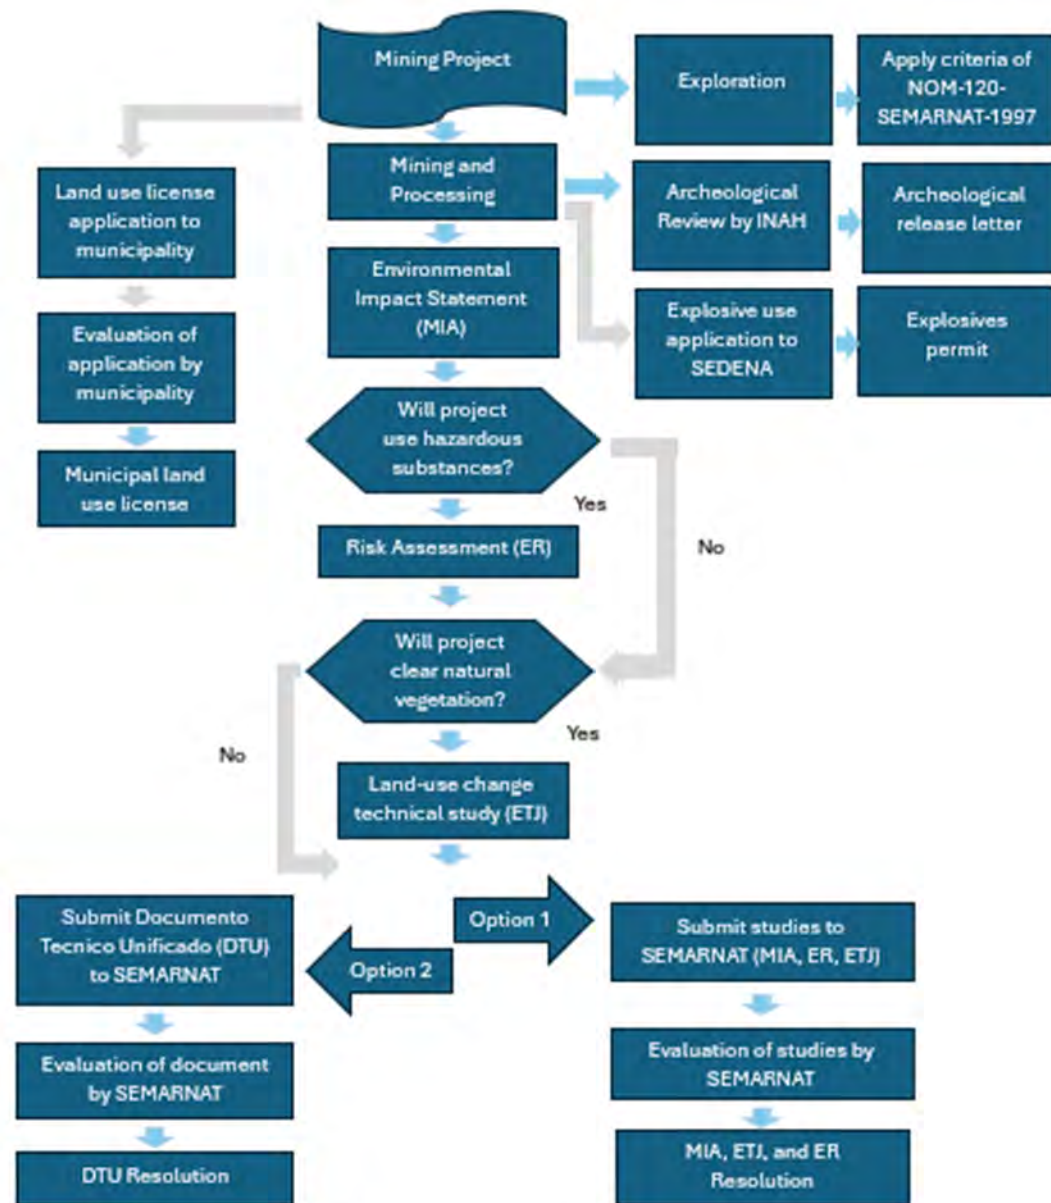 Mining Project
Exploration
Apply criteria of
NOM-120-
SEMARNAT-1997
Mining and
Processing
Archeological
Review by INAH
Archeological
release letter
Land use license
application to
municipality
Environmental
Impact Statement
(MIA)
Explosive use
application to
SEDENA
Explosives
permit
Evaluation of
application by
municipality
Municipal land
use license
Will project
use hazardous
substances?
Yes
No
Risk Assessment (ER)
Will project
clear natural
vegetation?
Yes
No
Land-use change
technical study (ETJ)
Option 1
Option 2
Submit Documento
Tecnico Unificado (DTU)
to SEMARNAT
Submit studies to
SEMARNAT (MIA, ER, ETJ)
Evaluation of document
by SEMARNAT
Evaluation of studies by
SEMARNAT
DTU Resolution
MIA, ETJ, and ER
Resolution